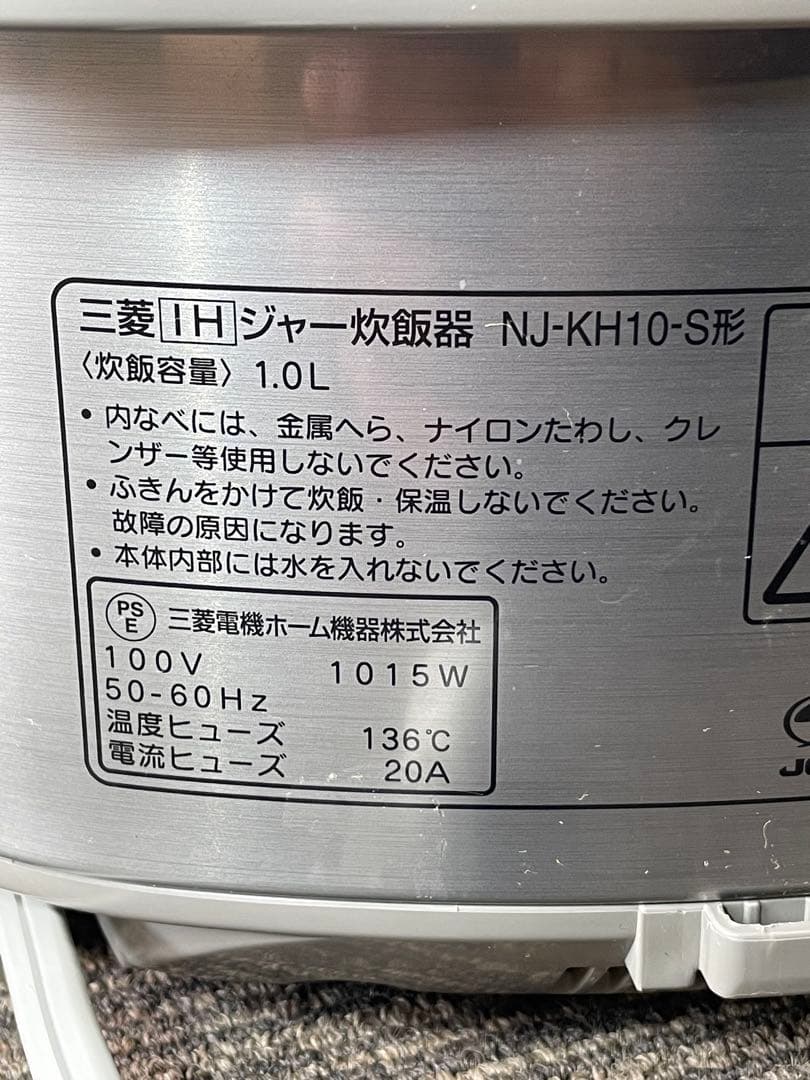 三菱IHジャー炊飯器 NJ-KH10-S形
〈炊飯容量〉 1.0L
• 内なべには、金属へら、ナイロンたわし、クレ
ンザー等使用しないでください。
• ふきんをかけて炊飯・保温しないでください。
故障の原因になります。
• 本体内部には水を入れないでください。
PS
E
三菱電機ホーム機器株式会社
100V 1015W
50-60Hz
温度ヒューズ 136℃
電流ヒューズ 20A